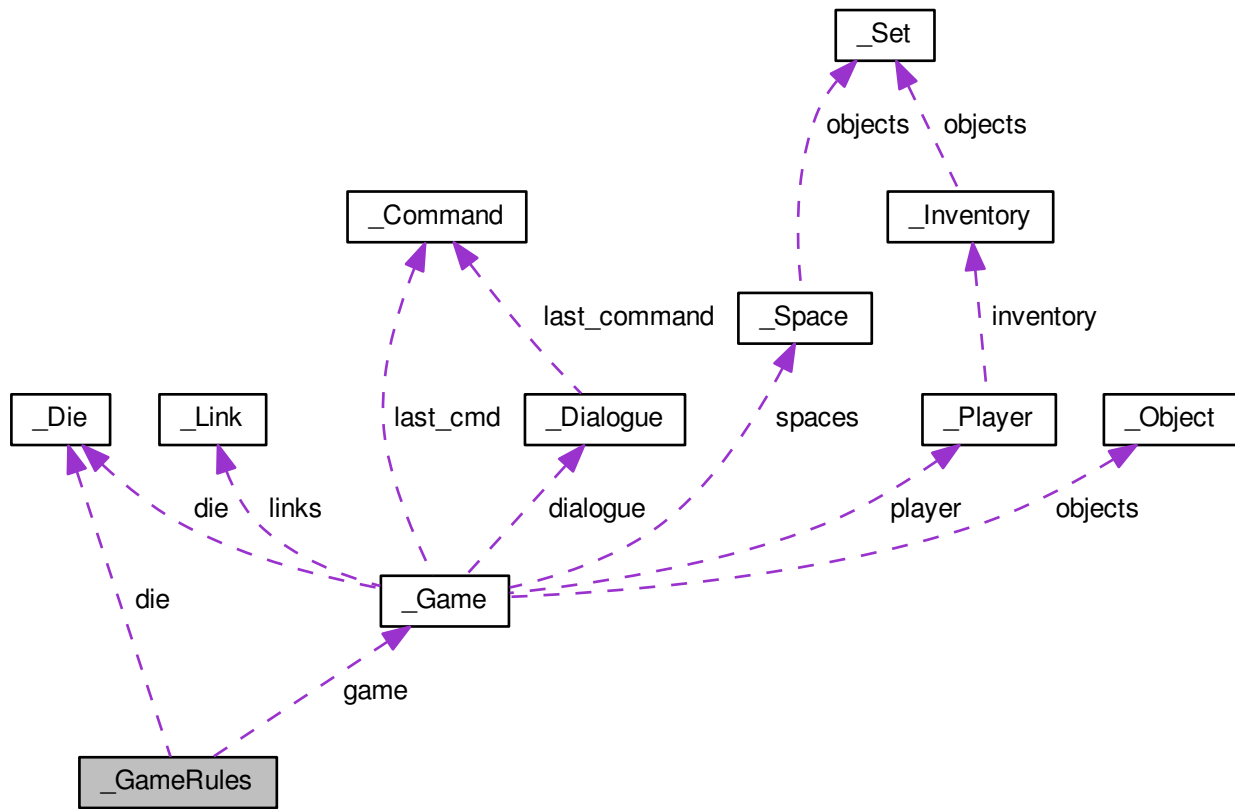 _Set
objects
objects
_Command
_Inventory
last_command
_Space
inventory
_Die
_Link
last_cmd
_Dialogue
spaces
_Player
_Object
die
links
dialogue
player
objects
die
_Game
game
_GameRules